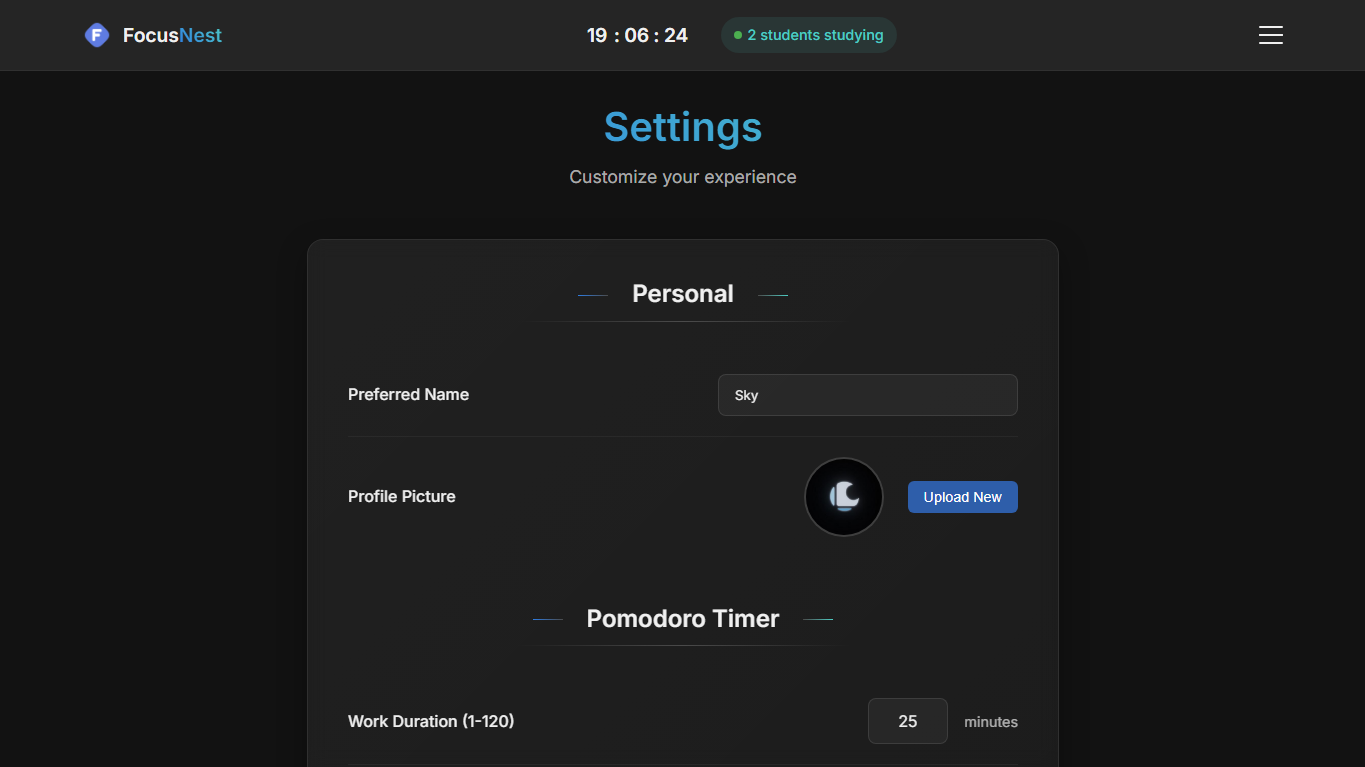 FocusNest
19 : 06 : 24
2 students studying
Settings
Customize your experience
Personal
Preferred Name
Sky
Profile Picture
Upload New
Pomodoro Timer
Work Duration (1-120)
25
minutes